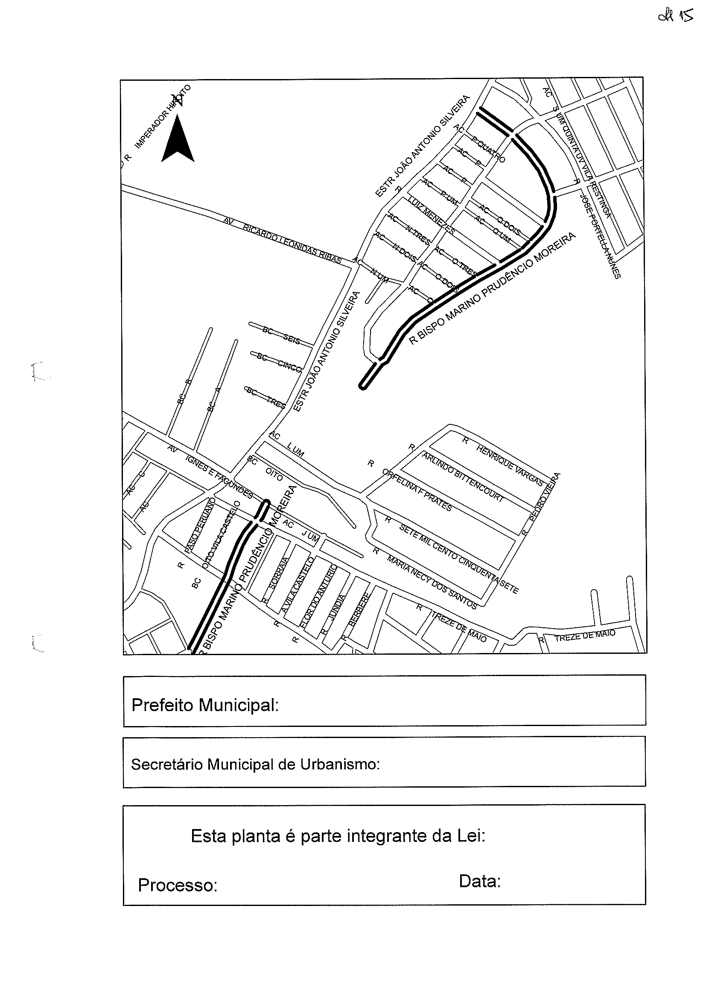 15
N
R IMPERADOR HIROITO
ESTR JOÃO ANTONIO SILVEIRA
AC S UM QUINTA UV VILA RESTINGA
AC P QUATRO
AC P
AC P
AC P UM
R LUIZ MENEZES
AC Q DOIS
AC Q UM
R JOSE PORTELLA NUNES
AV RICARDO LEONIDAS RIBAS
AC N TRES
AC N DOIS
AC N UM
AC O TRES
AC O DOIS
AC O
R BISPO MARINO PRUDÊNCIO MOREIRA
ESTR JOÃO ANTONIO SILVEIRA
BC SEIS
BC CINCO
BC TRES
BC B
BC A
AC L UM
AV IGNES E FAGUNDES
BC OITO
R HENRIQUE VARGAS
R ARLINDO BITTENCOURT
R ORFELINA F PRATES
R PEDRO VIEIRA
AC C
AC
R PASO PERUANO
BC OITO VILA CASTELO
AC J UM
R SETE MIL CENTO CINQUENTA SETE
R MARIA NECY DOS SANTOS
R BISPO MARINO PRUDÊNCIO MOREIRA
R SORRAIA
R A VILA CASTELO
R FLOR DO ANTURIO
R JUNDIA
R BERBERE
R TREZE DE MAIO
R TREZE DE MAIO
Prefeito Municipal:
Secretário Municipal de Urbanismo:
Esta planta é parte integrante da Lei:
Processo: Data: